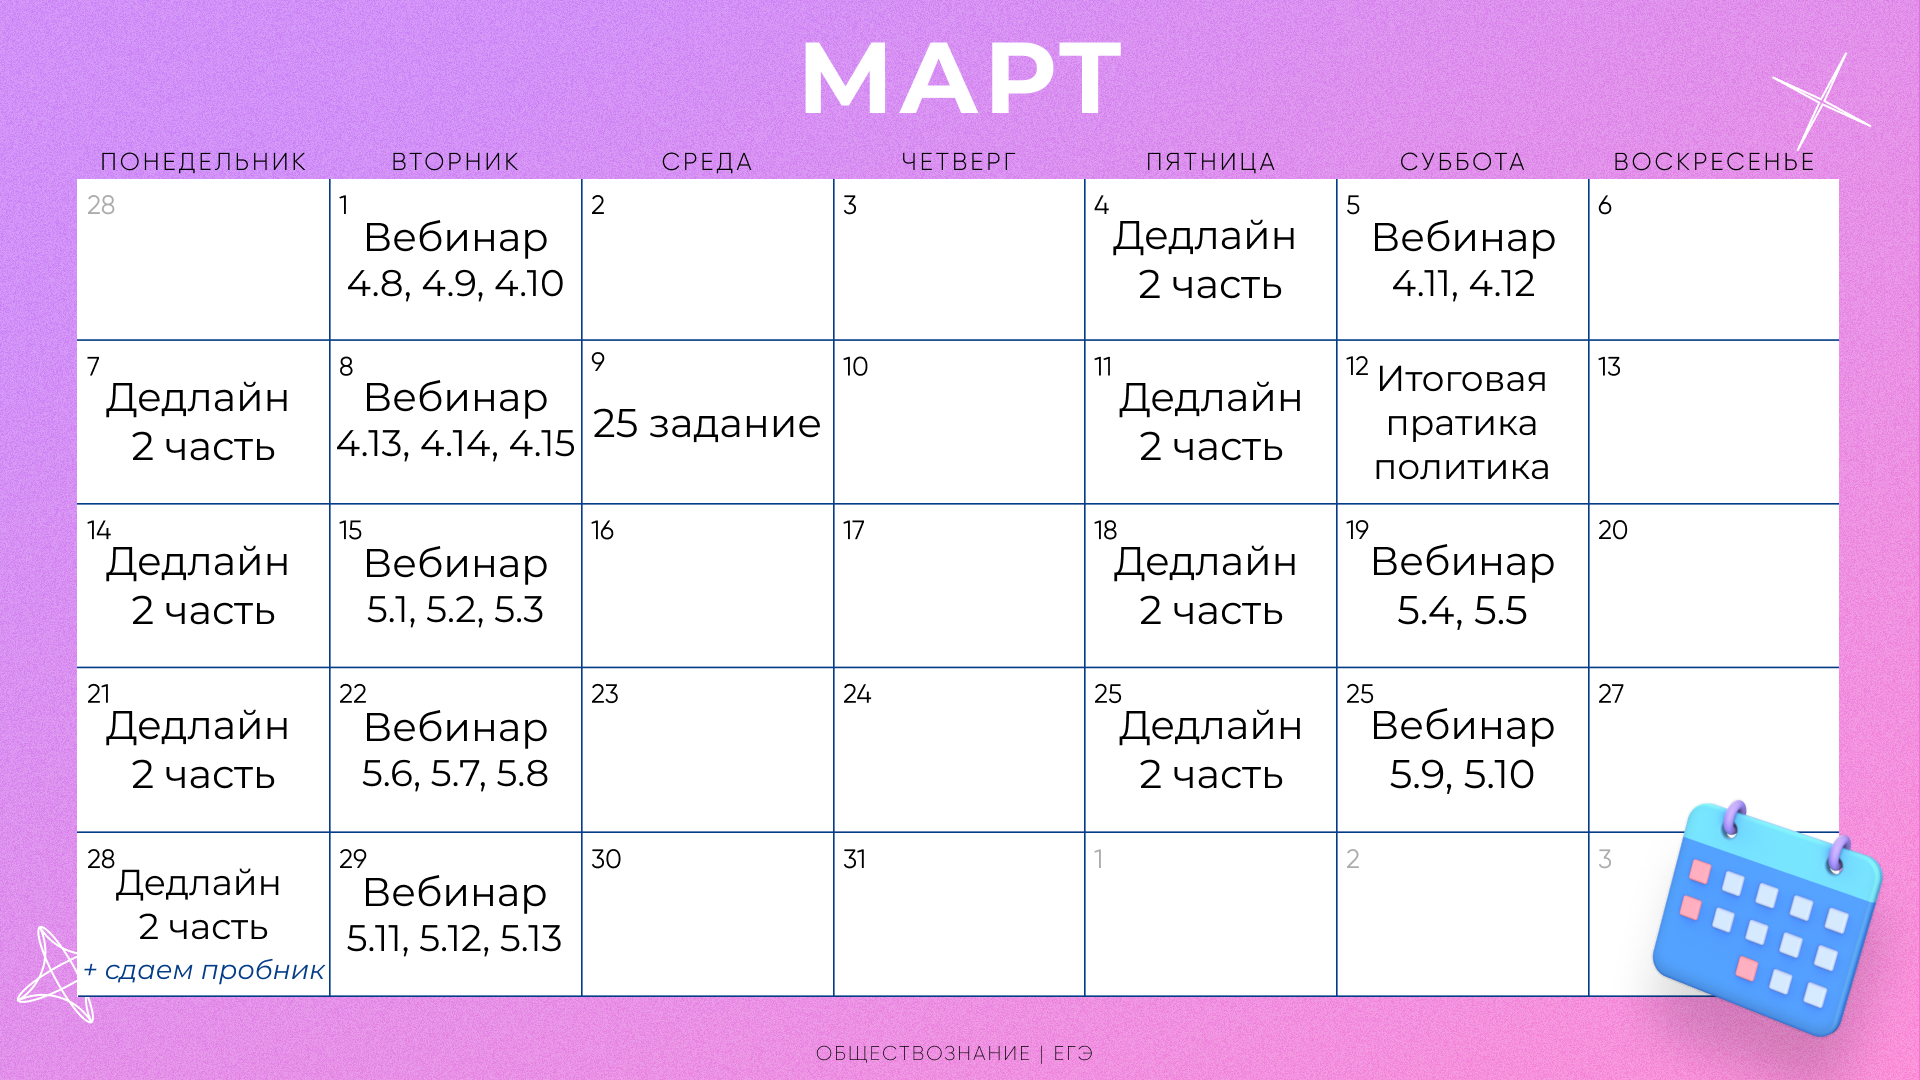 МАРТ
ПОНЕДЕЛЬНИК ВТОРНИК СРЕДА ЧЕТВЕРГ ПЯТНИЦА СУББОТА ВОСКРЕСЕНЬЕ
28
1
Вебинар
4.8, 4.9, 4.10
2
3
4
Дедлайн
2 часть
5
Вебинар
4.11, 4.12
6
7
Дедлайн
2 часть
8
Вебинар
4.13, 4.14, 4.15
9
25 задание
10
11
Дедлайн
2 часть
12
Итоговая
пратика
политика
13
14
Дедлайн
2 часть
15
Вебинар
5.1, 5.2, 5.3
16
17
18
Дедлайн
2 часть
19
Вебинар
5.4, 5.5
20
21
Дедлайн
2 часть
22
Вебинар
5.6, 5.7, 5.8
23
24
25
Дедлайн
2 часть
25
Вебинар
5.9, 5.10
27
28
Дедлайн
2 часть
+ сдаем пробник
29
Вебинар
5.11, 5.12, 5.13
30
31
1
2
3
ОБЩЕСТВОЗНАНИЕ | ЕГЭ